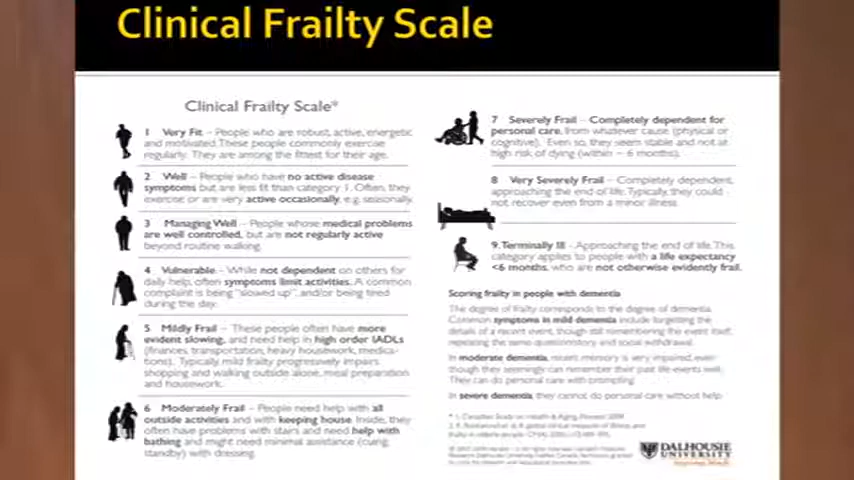 Clinical Frailty Scale
Clinical Frailty Scale*
1 Very Fit – People who are robust, active, energetic
and motivated. These people commonly exercise
regularly. They are among the fittest for their age.
2 Well – People who have no active disease
symptoms but are less fit than category 1. Often, they
exercise or are very active occasionally, e.g. seasonally.
3 Managing Well – People whose medical problems
are well controlled, but are not regularly active
beyond routine walking.
4 Vulnerable – While not dependent on others for
daily help, often symptoms limit activities. A common
complaint is being "slowed up", and/or being tired
during the day.
5 Mildly Frail – These people often have more
evident slowing, and need help in high order IADLs
(finances, transportation, heavy housework, medica-
tions). Typically, mild frailty progressively impairs
shopping and walking outside alone, meal preparation
and housework.
6 Moderately Frail – People need help with all
outside activities and with keeping house. Inside, they
often have problems with stairs and need help with
bathing and might need minimal assistance (cuing,
standby) with dressing.
7 Severely Frail – Completely dependent for
personal care, from whatever cause (physical or
cognitive). Even so, they seem stable and not at
high risk of dying (within ~ 6 months).
8 Very Severely Frail – Completely dependent,
approaching the end of life. Typically, they could
not recover even from a minor illness.
9. Terminally Ill - Approaching the end of life. This
category applies to people with a life expectancy
<6 months, who are not otherwise evidently frail.
Scoring frailty in people with dementia
The degree of frailty corresponds to the degree of dementia.
Common symptoms in mild dementia include forgetting the
details of a recent event, though still remembering the event itself,
repeating the same question/story and social withdrawal.
In moderate dementia, recent memory is very impaired, even
though they seemingly can remember their past life events well.
They can do personal care with prompting.
In severe dementia, they cannot do personal care without help.
* 1. Canadian Study on Health & Aging, Revised 2008.
DALHOUSIE
UNIVERSITY